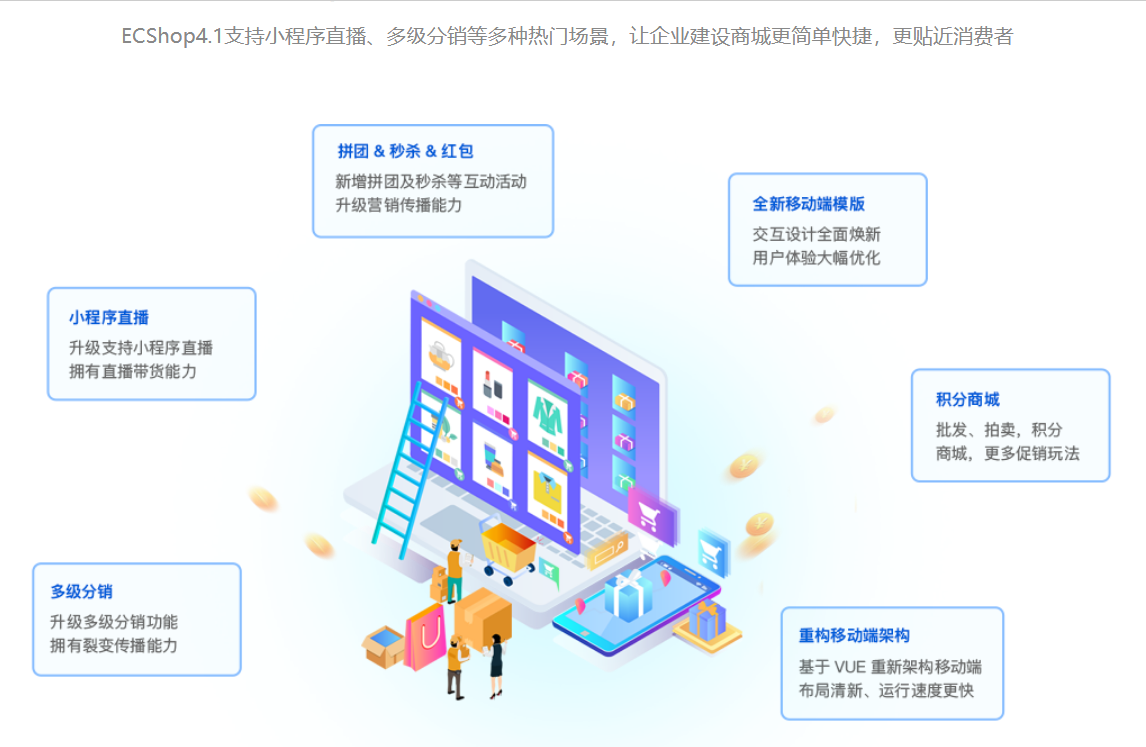 ECShop4.1支持小程序直播、多级分销等多种热门场景，让企业建设商城更简单快捷，更贴近消费者
拼团 & 秒杀 & 红包
新增拼团及秒杀等互动活动
升级营销传播能力
全新移动端模版
交互设计全面焕新
用户体验大幅优化
小程序直播
升级支持小程序直播
拥有直播带货能力
积分商城
批发、拍卖，积分
商城，更多促销玩法
多级分销
升级多级分销功能
拥有裂变传播能力
重构移动端架构
基于 VUE 重新架构移动端
布局清新、运行速度更快